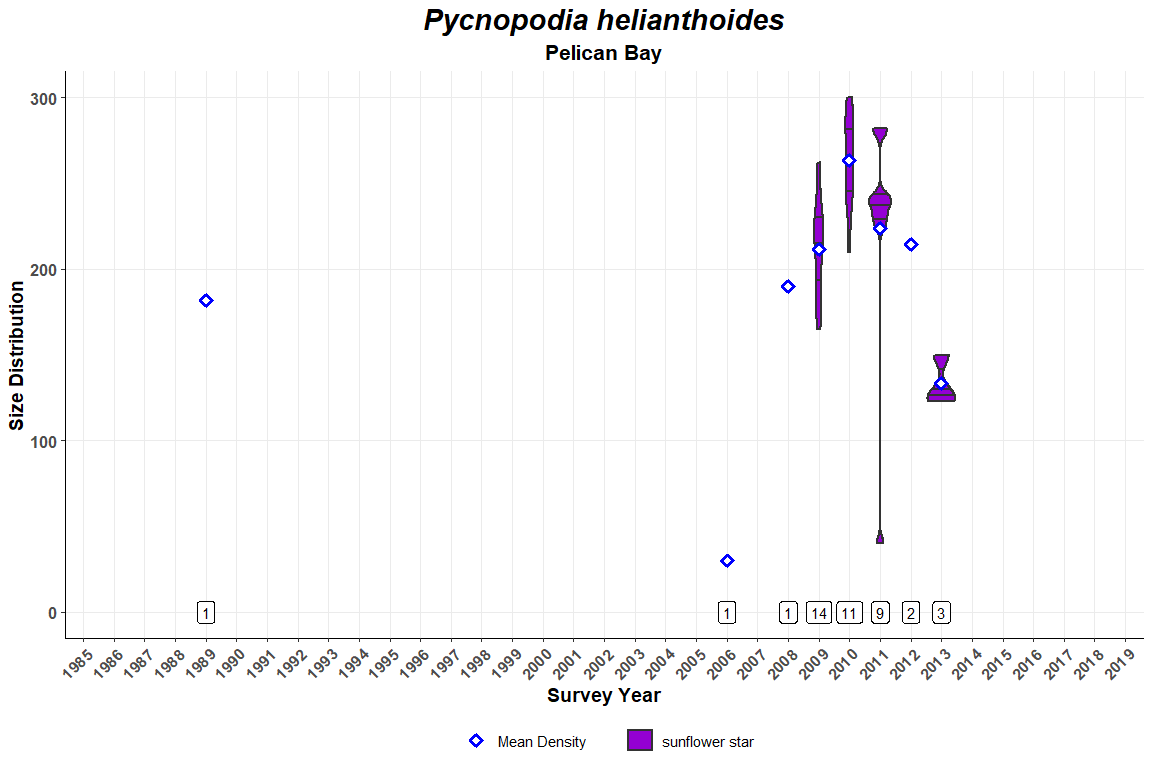 Pycnopodia helianthoides
Pelican Bay
Size Distribution
300
200
100
0
1 1 1 14 11 9 2 3
1985 1986 1987 1988 1989 1990 1991 1992 1993 1994 1995 1996 1997 1998 1999 2000 2001 2002 2003 2004 2005 2006 2007 2008 2009 2010 2011 2012 2013 2014 2015 2016 2017 2018 2019
Survey Year
Mean Density sunflower star